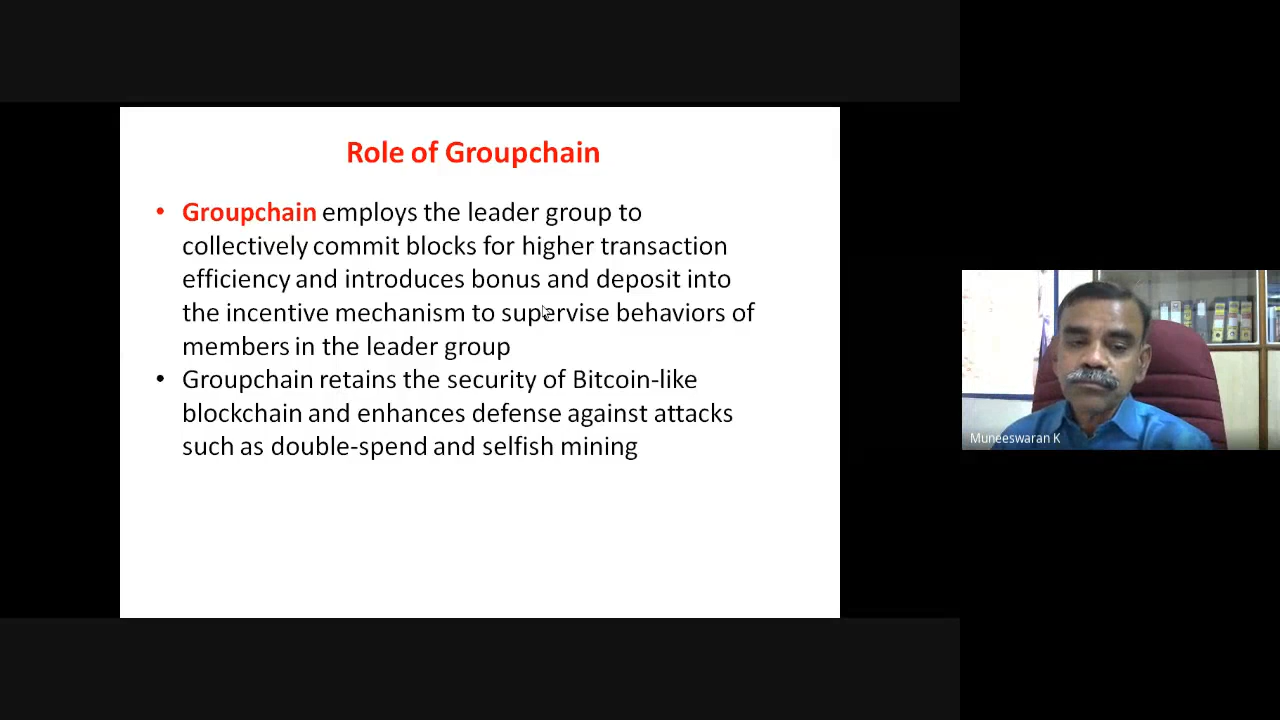 Role of Groupchain
• Groupchain employs the leader group to
collectively commit blocks for higher transaction
efficiency and introduces bonus and deposit into
the incentive mechanism to supervise behaviors of
members in the leader group
• Groupchain retains the security of Bitcoin-like
blockchain and enhances defense against attacks
such as double-spend and selfish mining
Muneeswaran K